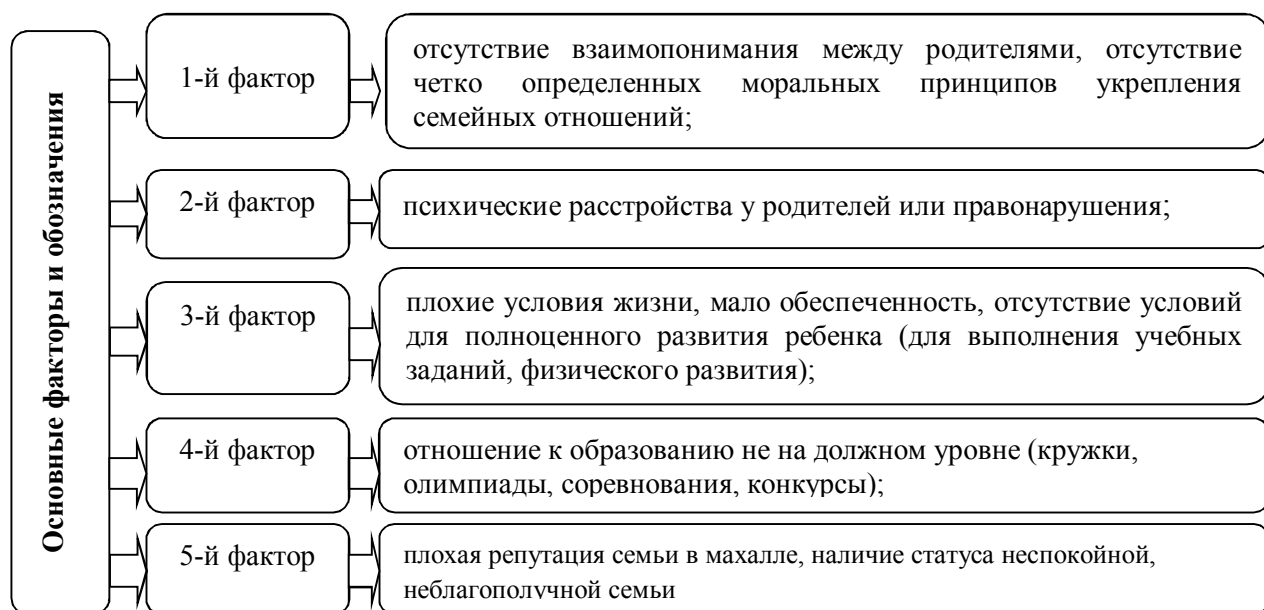 Основные факторы и обозначения
1-й фактор
отсутствие взаимопонимания между родителями, отсутствие
четко определенных моральных принципов укрепления
семейных отношений;
2-й фактор
психические расстройства у родителей или правонарушения;
3-й фактор
плохие условия жизни, мало обеспеченность, отсутствие условий
для полноценного развития ребенка (для выполнения учебных
заданий, физического развития);
4-й фактор
отношение к образованию не на должном уровне (кружки,
олимпиады, соревнования, конкурсы);
5-й фактор
плохая репутация семьи в махалле, наличие статуса неспокойной,
неблагополучной семьи